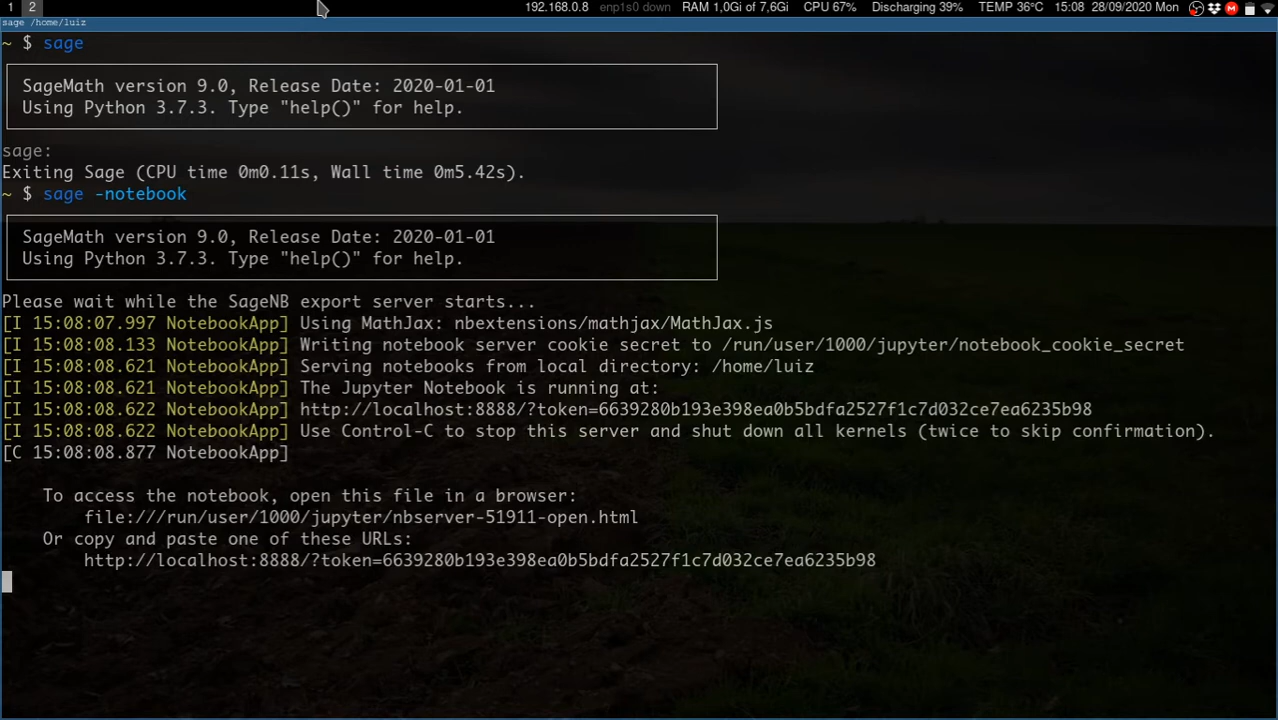 1 2 192.168.0.8 enp1s0 down RAM 1,0Gi of 7,6Gi CPU 67% Discharging 39% TEMP 36°C 15:08 28/09/2020 Mon
sage /home/luiz
~ $ sage
SageMath version 9.0, Release Date: 2020-01-01
Using Python 3.7.3. Type "help()" for help.
sage:
Exiting Sage (CPU time 0m0.11s, Wall time 0m5.42s).
~ $ sage -notebook
SageMath version 9.0, Release Date: 2020-01-01
Using Python 3.7.3. Type "help()" for help.
Please wait while the SageNB export server starts...
[I 15:08:07.997 NotebookApp] Using MathJax: nbextensions/mathjax/MathJax.js
[I 15:08:08.133 NotebookApp] Writing notebook server cookie secret to /run/user/1000/jupyter/notebook_cookie_secret
[I 15:08:08.621 NotebookApp] Serving notebooks from local directory: /home/luiz
[I 15:08:08.621 NotebookApp] The Jupyter Notebook is running at:
[I 15:08:08.622 NotebookApp] http://localhost:8888/?token=6639280b193e398ea0b5bdfa2527f1c7d032ce7ea6235b98
[I 15:08:08.622 NotebookApp] Use Control-C to stop this server and shut down all kernels (twice to skip confirmation).
[C 15:08:08.877 NotebookApp]
To access the notebook, open this file in a browser:
file:///run/user/1000/jupyter/nbserver-51911-open.html
Or copy and paste one of these URLs:
http://localhost:8888/?token=6639280b193e398ea0b5bdfa2527f1c7d032ce7ea6235b98